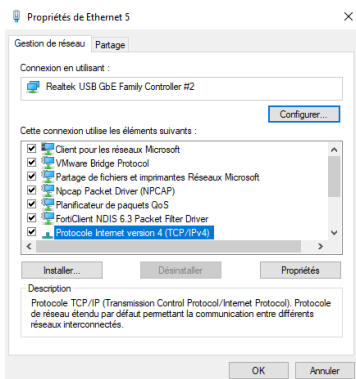 Propriétés de Ethernet 5
Gestion de réseau Partage
Connexion en utilisant :
Realtek USB GbE Family Controller #2
Configurer...
Cette connexion utilise les éléments suivants :
Client pour les réseaux Microsoft
VMware Bridge Protocol
Partage de fichiers et imprimantes Réseaux Microsoft
Npcap Packet Driver (NPCAP)
Planificateur de paquets QoS
FortiClient NDIS 6.3 Packet Filter Driver
Protocole Internet version 4 (TCP/IPv4)
Installer... Désinstaller Propriétés
Description
Protocole TCP/IP (Transmission Control Protocol/Internet Protocol). Protocole
de réseau étendu par défaut permettant la communication entre différents
réseaux interconnectés.
OK Annuler